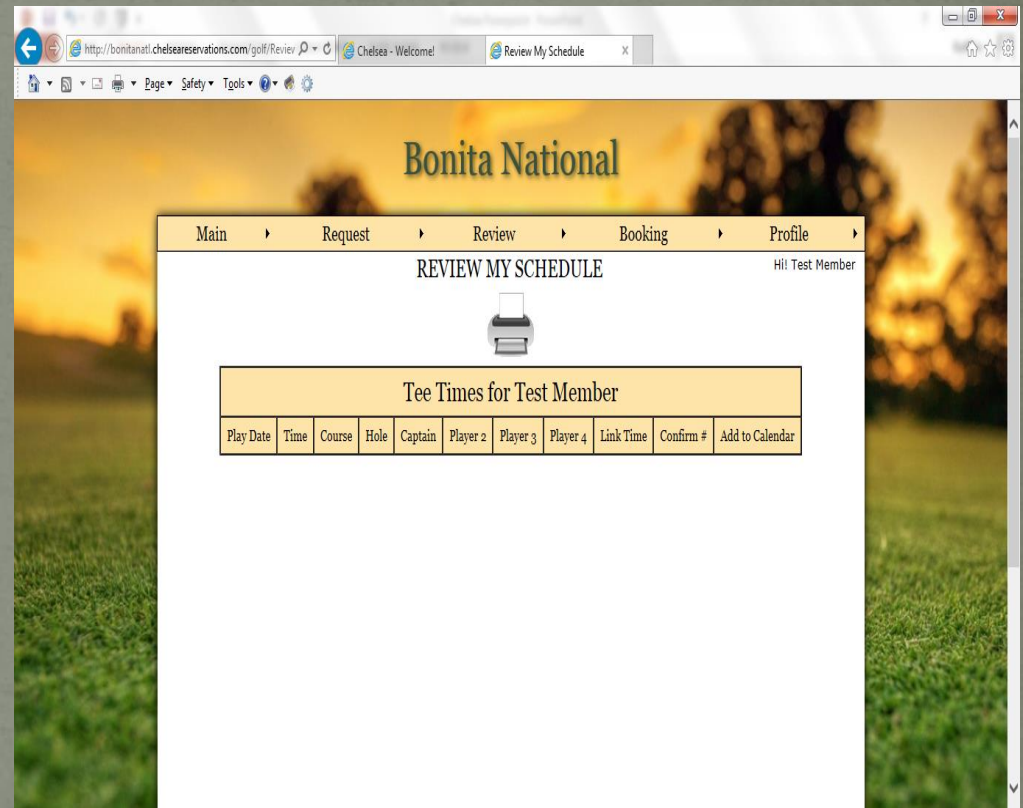 http://bonitanatl.chelseareservations.com/golf/Reviev
Chelsea - Welcome!
Review My Schedule
Page
Safety
Tools
Bonita National
Main Request Review Booking Profile
REVIEW MY SCHEDULE
Hi! Test Member
Tee Times for Test Member
Play Date Time Course Hole Captain Player 2 Player 3 Player 4 Link Time Confirm # Add to Calendar